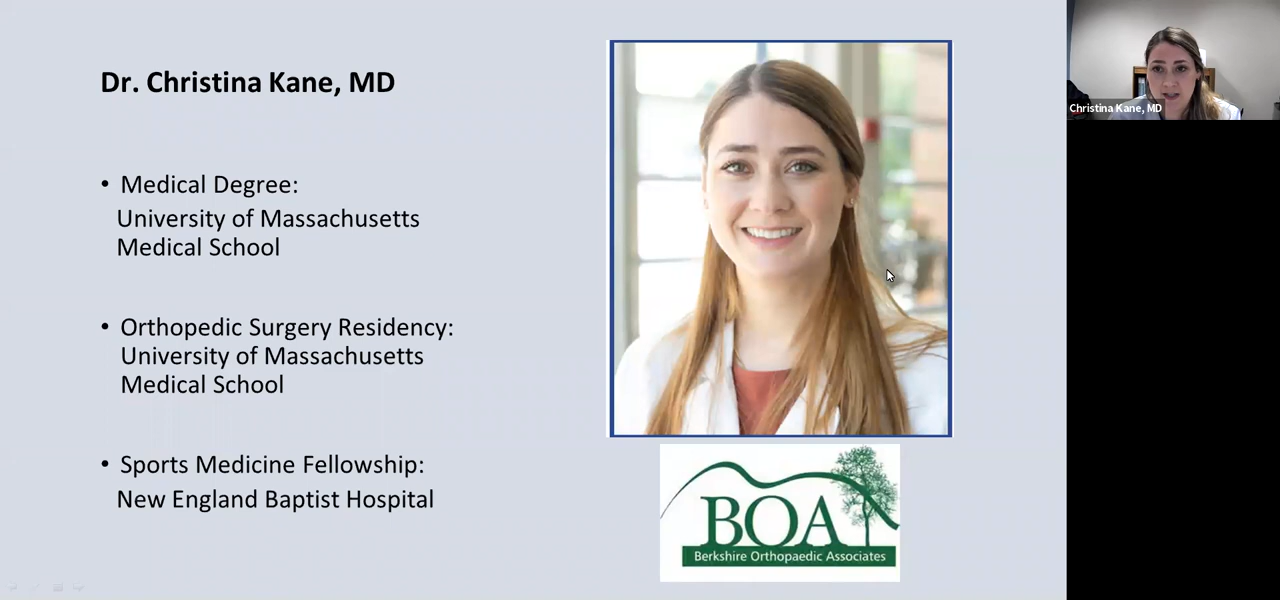 Dr. Christina Kane, MD
• Medical Degree:
University of Massachusetts
Medical School
• Orthopedic Surgery Residency:
University of Massachusetts
Medical School
• Sports Medicine Fellowship:
New England Baptist Hospital
BOA
Berkshire Orthopaedic Associates
Christina Kane, MD